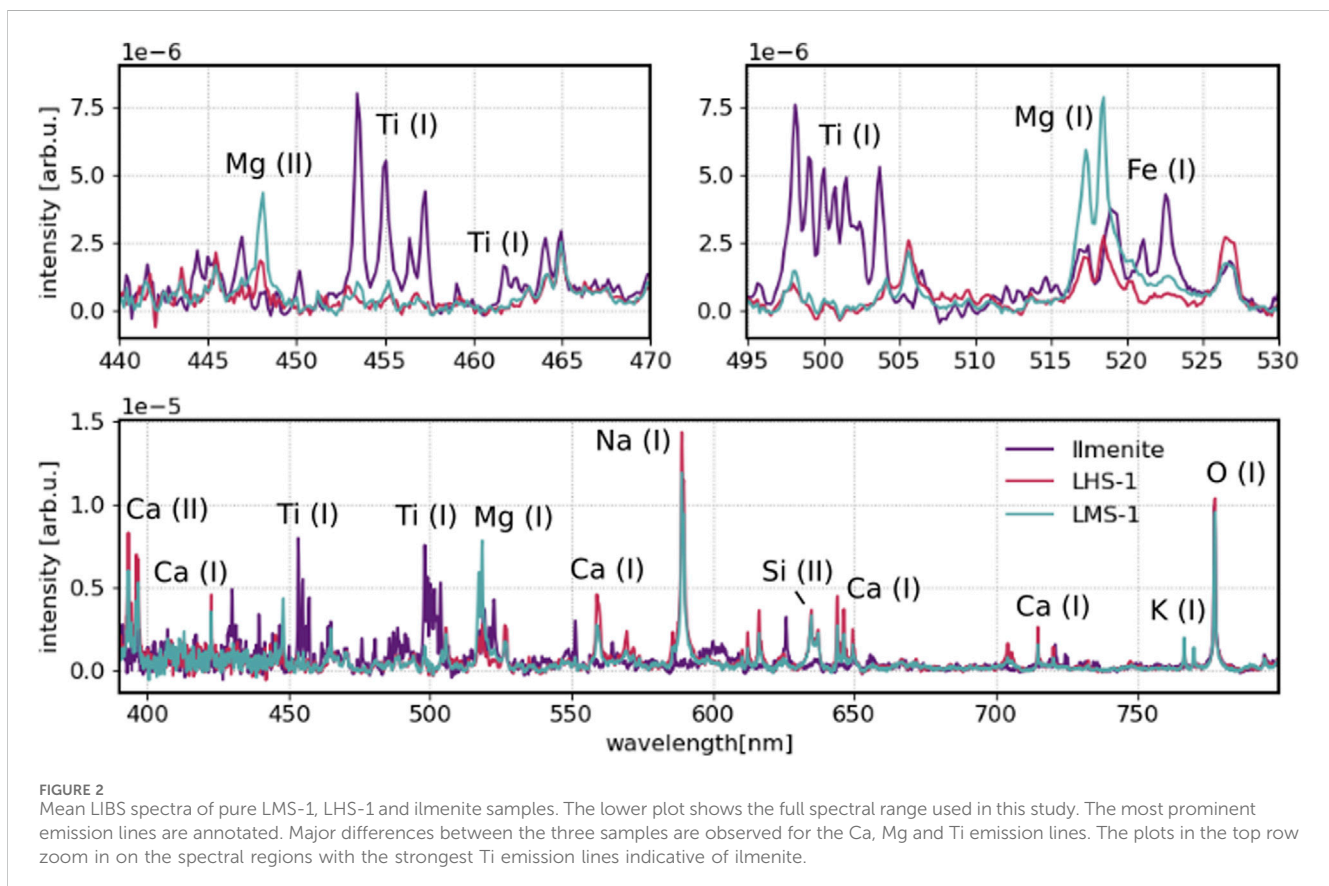 1e−6
intensity [arb.u.]
7.5
5.0
2.5
0.0
Mg (II)
Ti (I)
Ti (I)
440 445 450 455 460 465 470
1e−6
7.5
5.0
2.5
0.0
Ti (I)
Mg (I)
Fe (I)
495 500 505 510 515 520 525 530
1e−5
intensity [arb.u.]
1.5
1.0
0.5
0.0
Ca (II)
Ca (I)
Ti (I)
Ti (I)
Mg (I)
Ca (I)
Na (I)
Si (II)
Ca (I)
Ca (I)
K (I)
O (I)
Ilmenite
LHS-1
LMS-1
400 450 500 550 600 650 700 750
wavelength[nm]
FIGURE 2
Mean LIBS spectra of pure LMS-1, LHS-1 and ilmenite samples. The lower plot shows the full spectral range used in this study. The most prominent
emission lines are annotated. Major differences between the three samples are observed for the Ca, Mg and Ti emission lines. The plots in the top row
zoom in on the spectral regions with the strongest Ti emission lines indicative of ilmenite.